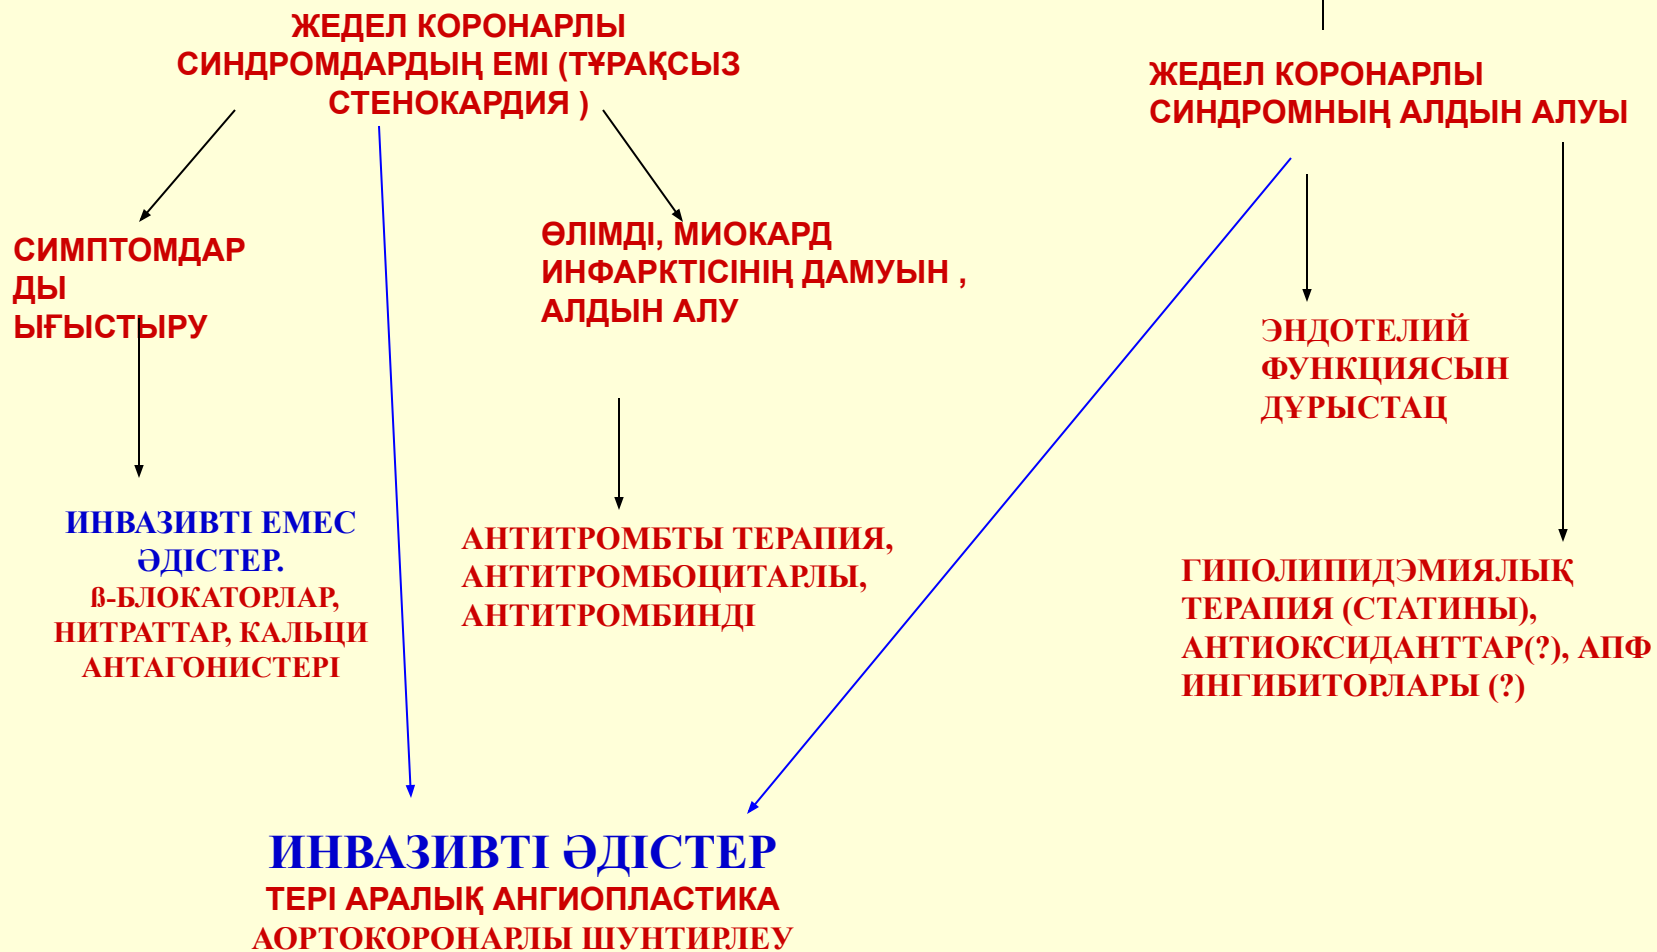 ЖЕДЕЛ КОРОНАРЛЫ
СИНДРОМДАРДЫҢ ЕМІ (ТҰРАҚСЫЗ
СТЕНОКАРДИЯ )
ЖЕДЕЛ КОРОНАРЛЫ
СИНДРОМНЫҢ АЛДЫН АЛУЫ
СИМПТОМДАР
ДЫ
ЫҒЫСТЫРУ
ӨЛІМДІ, МИОКАРД
ИНФАРКТІСІНІҢ ДАМУЫН ,
АЛДЫН АЛУ
ЭНДОТЕЛИЙ
ФУНКЦИЯСЫН
ДҰРЫСТАЦ
ИНВАЗИВТІ ЕМЕС
ӘДІСТЕР.
ß-БЛОКАТОРЛАР,
НИТРАТТАР, КАЛЬЦИ
АНТАГОНИСТЕРІ
АНТИТРОМБТЫ ТЕРАПИЯ,
АНТИТРОМБОЦИТАРЛЫ,
АНТИТРОМБИНДІ
ГИПОЛИПИДЭМИЯЛЫҚ
ТЕРАПИЯ (СТАТИНЫ),
АНТИОКСИДАНТТАР(?), АПФ
ИНГИБИТОРЛАРЫ (?)
ИНВАЗИВТІ ӘДІСТЕР
ТЕРІ АРАЛЫҚ АНГИОПЛАСТИКА
АОРТОКОРОНАРЛЫ ШУНТИРЛЕУ